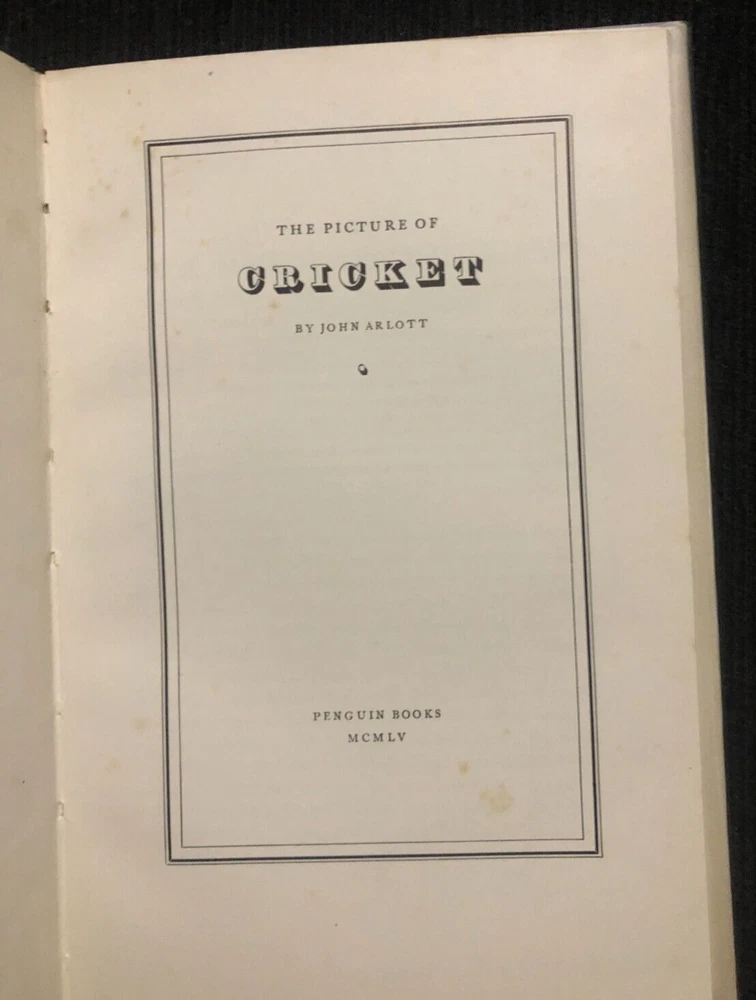 THE PICTURE OF
CRICKET
BY JOHN ARLOTT
PENGUIN BOOKS
MCMLV